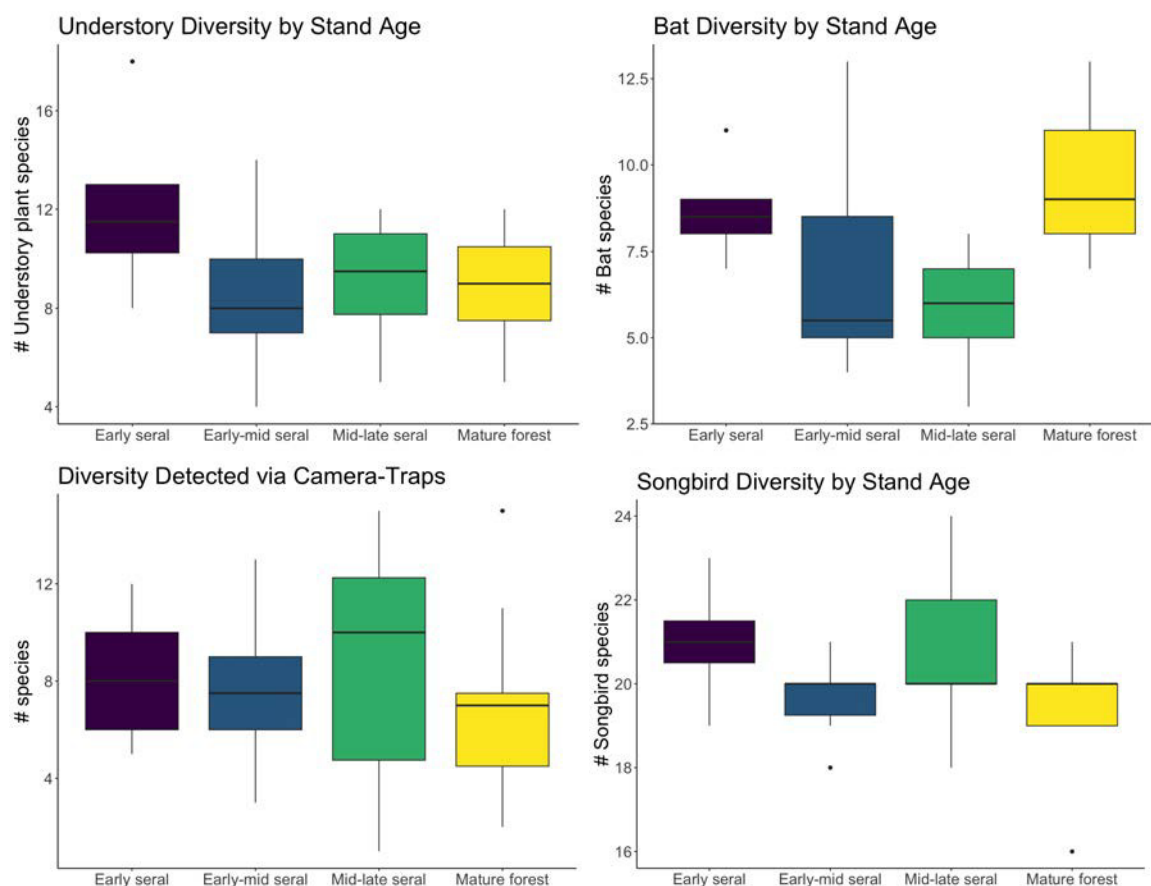 Understory Diversity by Stand Age
# Understory plant species
16
12
8
4
Early seral
Early-mid seral
Mid-late seral
Mature forest
Bat Diversity by Stand Age
# Bat species
12.5
10.0
7.5
5.0
2.5
Early seral
Early-mid seral
Mid-late seral
Mature forest
Diversity Detected via Camera-Traps
# species
12
8
4
Early seral
Early-mid seral
Mid-late seral
Mature forest
Songbird Diversity by Stand Age
# Songbird species
24
22
20
18
16
Early seral
Early-mid seral
Mid-late seral
Mature forest